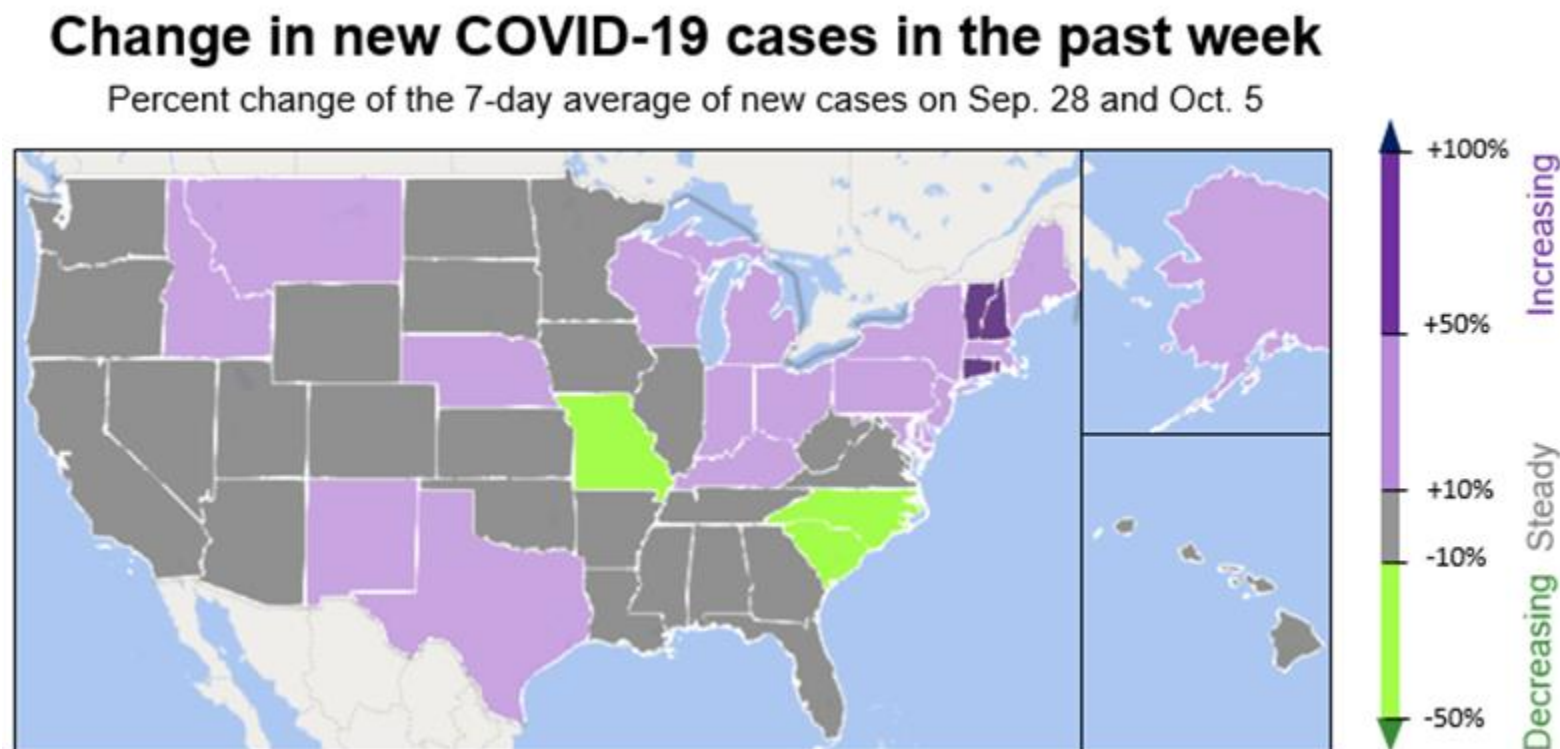 Change in new COVID-19 cases in the past week
Percent change of the 7-day average of new cases on Sep. 28 and Oct. 5
+100%
+50%
+10%
-10%
-50%
Increasing
Steady
Decreasing